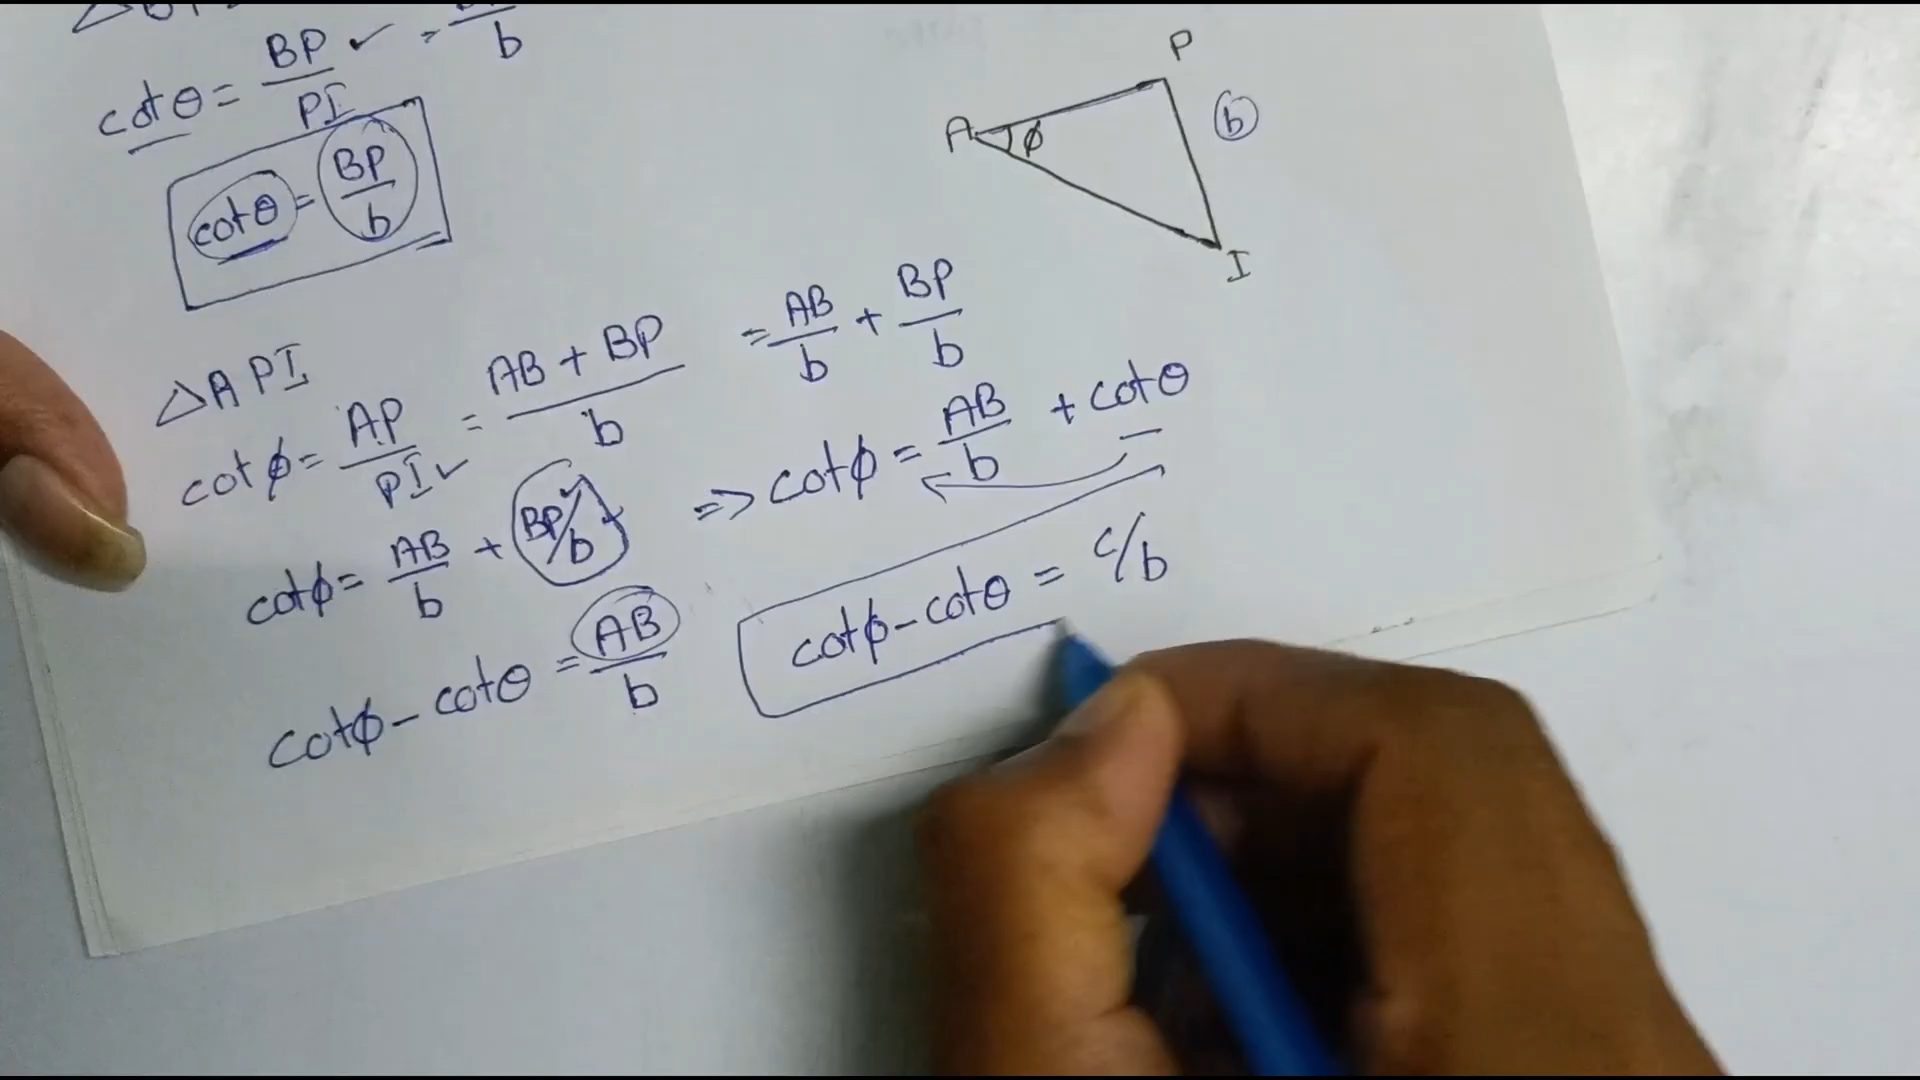 cotθ = BP/PI ✓ = /b
cotθ = BP/b
P
A
φ
b
I
△API
cotφ = AP/PI ✓ = (AB + BP)/b = AB/b + BP/b
cotφ = AB/b + BP/b => cotφ = AB/b + cotθ
cotφ - cotθ = AB/b
cotφ - cotθ = c/b